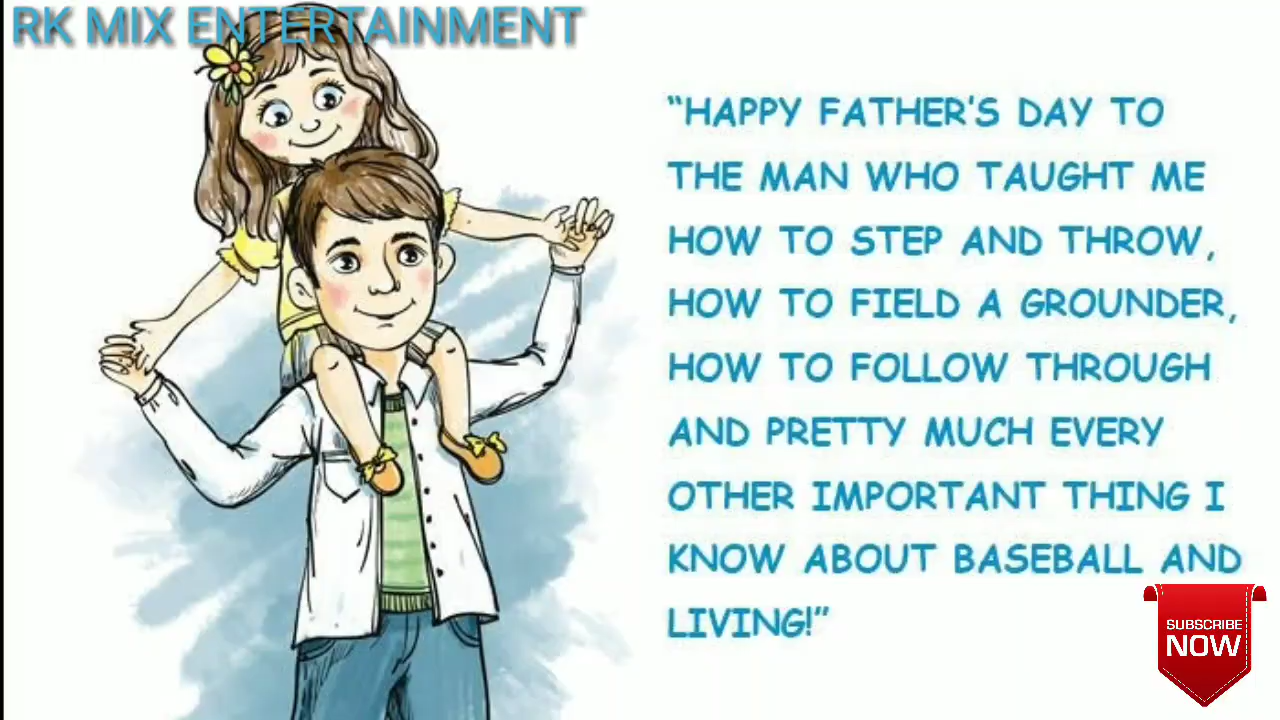 RK MIX ENTERTAINMENT
“HAPPY FATHER’S DAY TO
THE MAN WHO TAUGHT ME
HOW TO STEP AND THROW,
HOW TO FIELD A GROUNDER,
HOW TO FOLLOW THROUGH
AND PRETTY MUCH EVERY
OTHER IMPORTANT THING I
KNOW ABOUT BASEBALL AND
LIVING!”
SUBSCRIBE
NOW